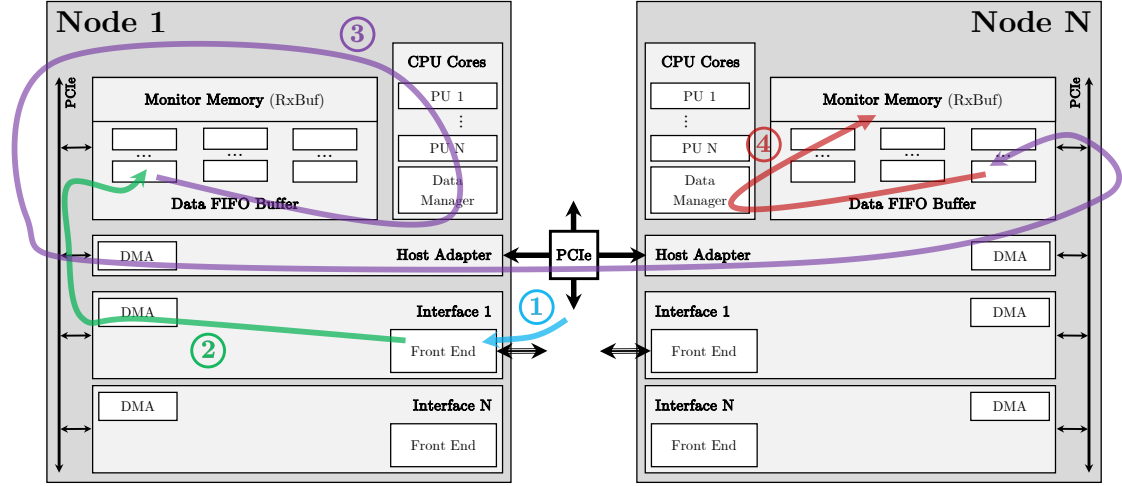 Node 1
3
PCIe
CPU Cores
PU 1
⋮
PU N
Data
Manager
Monitor Memory (RxBuf)
...
...
...
Data FIFO Buffer
DMA
Host Adapter
DMA
Interface 1
Front End
2
DMA
Interface N
Front End
1
PCIe
Node N
CPU Cores
PU 1
⋮
PU N
Data
Manager
4
Monitor Memory (RxBuf)
...
...
...
Data FIFO Buffer
PCIe
Host Adapter
DMA
Interface 1
DMA
Front End
Interface N
DMA
Front End